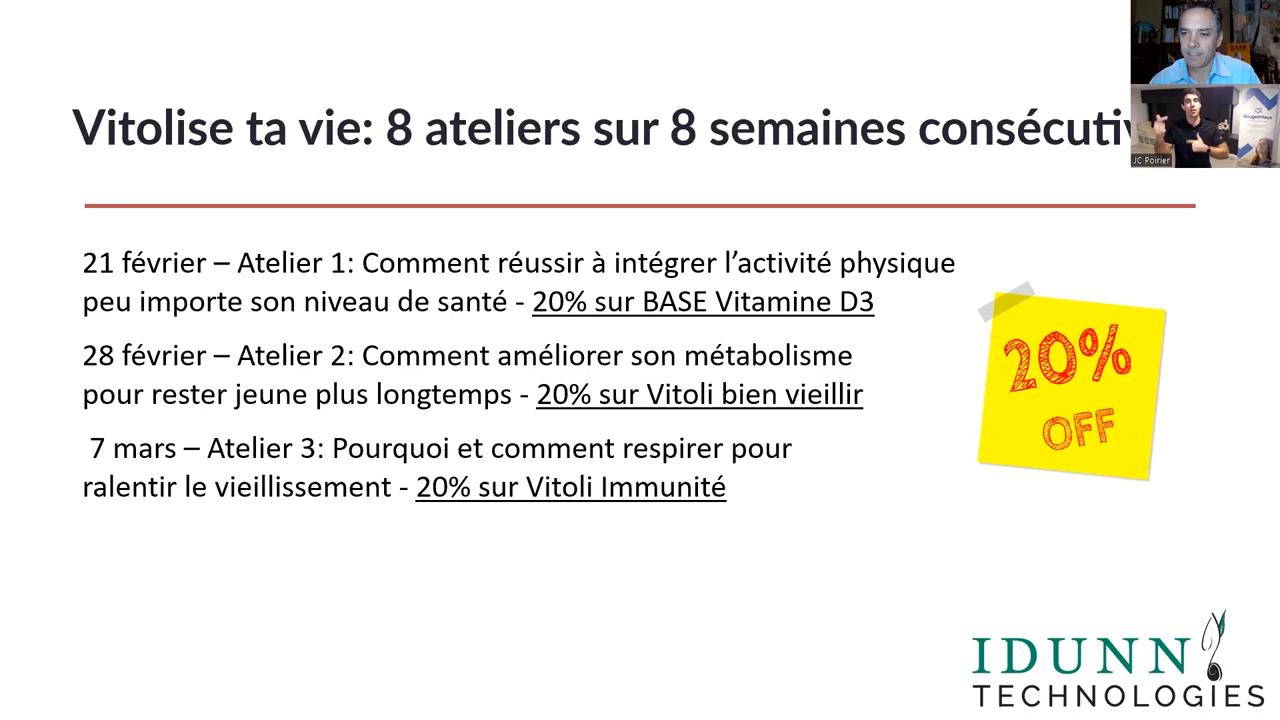 Vitolise ta vie: 8 ateliers sur 8 semaines consécutiv
BASE
BougeMieux
JC Poirier
21 février – Atelier 1: Comment réussir à intégrer l’activité physique
peu importe son niveau de santé - 20% sur BASE Vitamine D3
28 février – Atelier 2: Comment améliorer son métabolisme
pour rester jeune plus longtemps - 20% sur Vitoli bien vieillir
7 mars – Atelier 3: Pourquoi et comment respirer pour
ralentir le vieillissement - 20% sur Vitoli Immunité
20%
OFF
IDUNN
TECHNOLOGIES